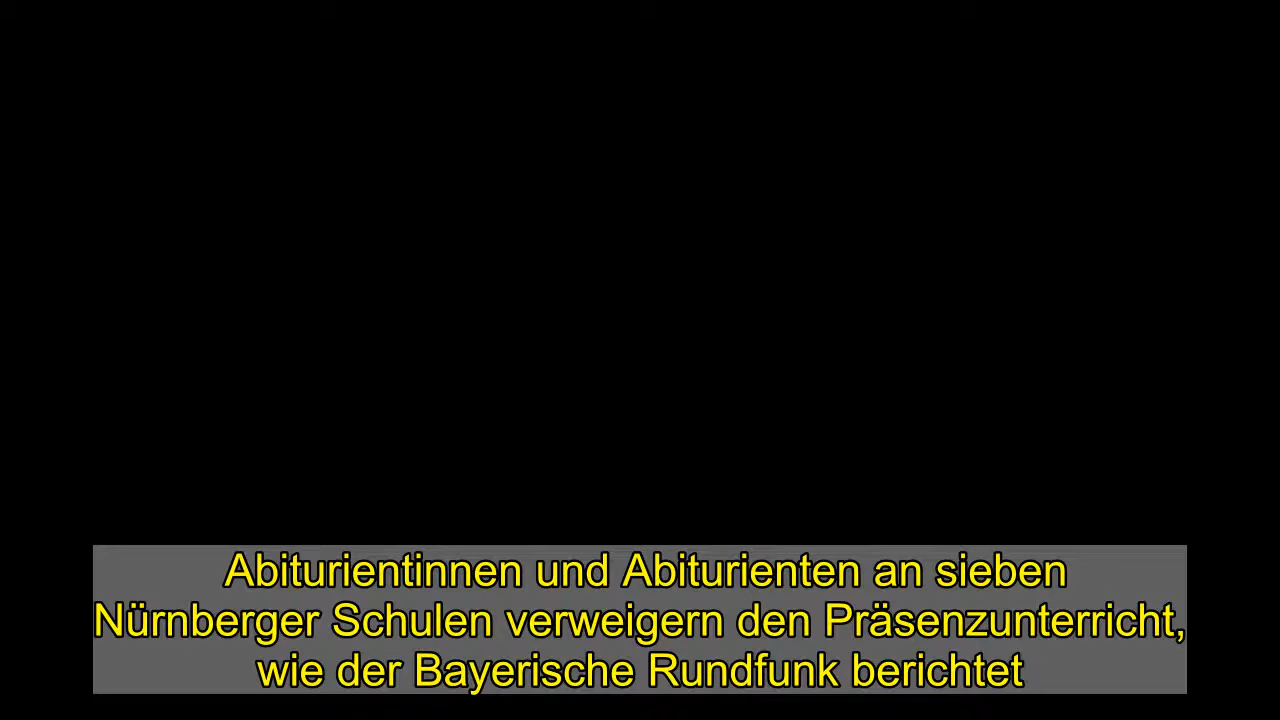 Abiturientinnen und Abiturienten an sieben
Nürnberger Schulen verweigern den Präsenzunterricht,
wie der Bayerische Rundfunk berichtet